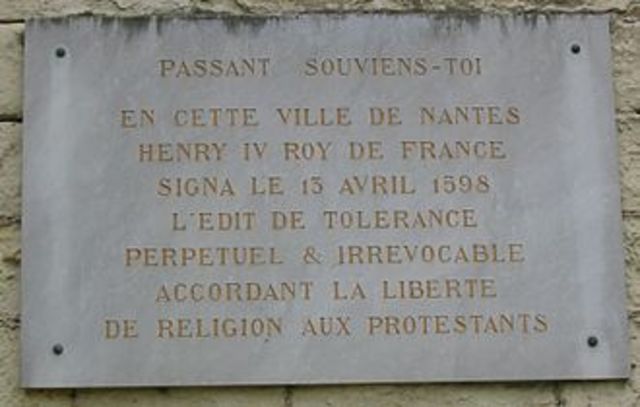 PASSANT SOUVIENS-TOI
EN CETTE VILLE DE NANTES
HENRY IV ROY DE FRANCE
SIGNA LE 13 AVRIL 1598
L'EDIT DE TOLERANCE
PERPETUEL & IRREVOCABLE
ACCORDANT LA LIBERTE
DE RELIGION AUX PROTESTANTS